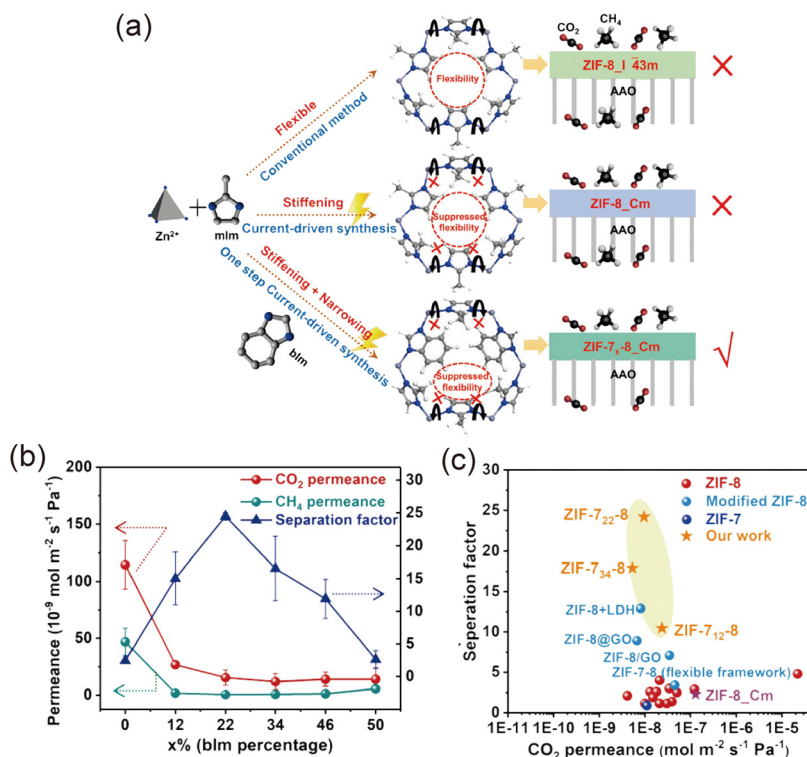 (a)
CO2
CH4
Flexibility
ZIF-8_I 4̄3m
AAO
Flexible
Conventional method
Zn2+
mIm
Stiffening
Current-driven synthesis
Suppressed
flexibility
ZIF-8_Cm
AAO
Stiffening + Narrowing
One step Current-driven synthesis
bIm
Suppressed
flexibility
ZIF-7x-8_Cm
AAO
(b)
200
150
100
50
0
Permeance (10-9 mol m-2 s-1 Pa-1)
CO2 permeance
CH4 permeance
Separation factor
30
25
20
15
10
5
0
0 12 22 34 46 50
x% (bIm percentage)
(c)
30
25
20
15
10
5
0
Separation factor
ZIF-8
Modified ZIF-8
ZIF-7
Our work
ZIF-722-8
ZIF-734-8
ZIF-8+LDH
ZIF-8@GO
ZIF-712-8
ZIF-8/GO
ZIF-7-8 (flexible framework)
ZIF-8_Cm
1E-11 1E-10 1E-9 1E-8 1E-7 1E-6 1E-5
CO2 permeance (mol m-2 s-1 Pa-1)